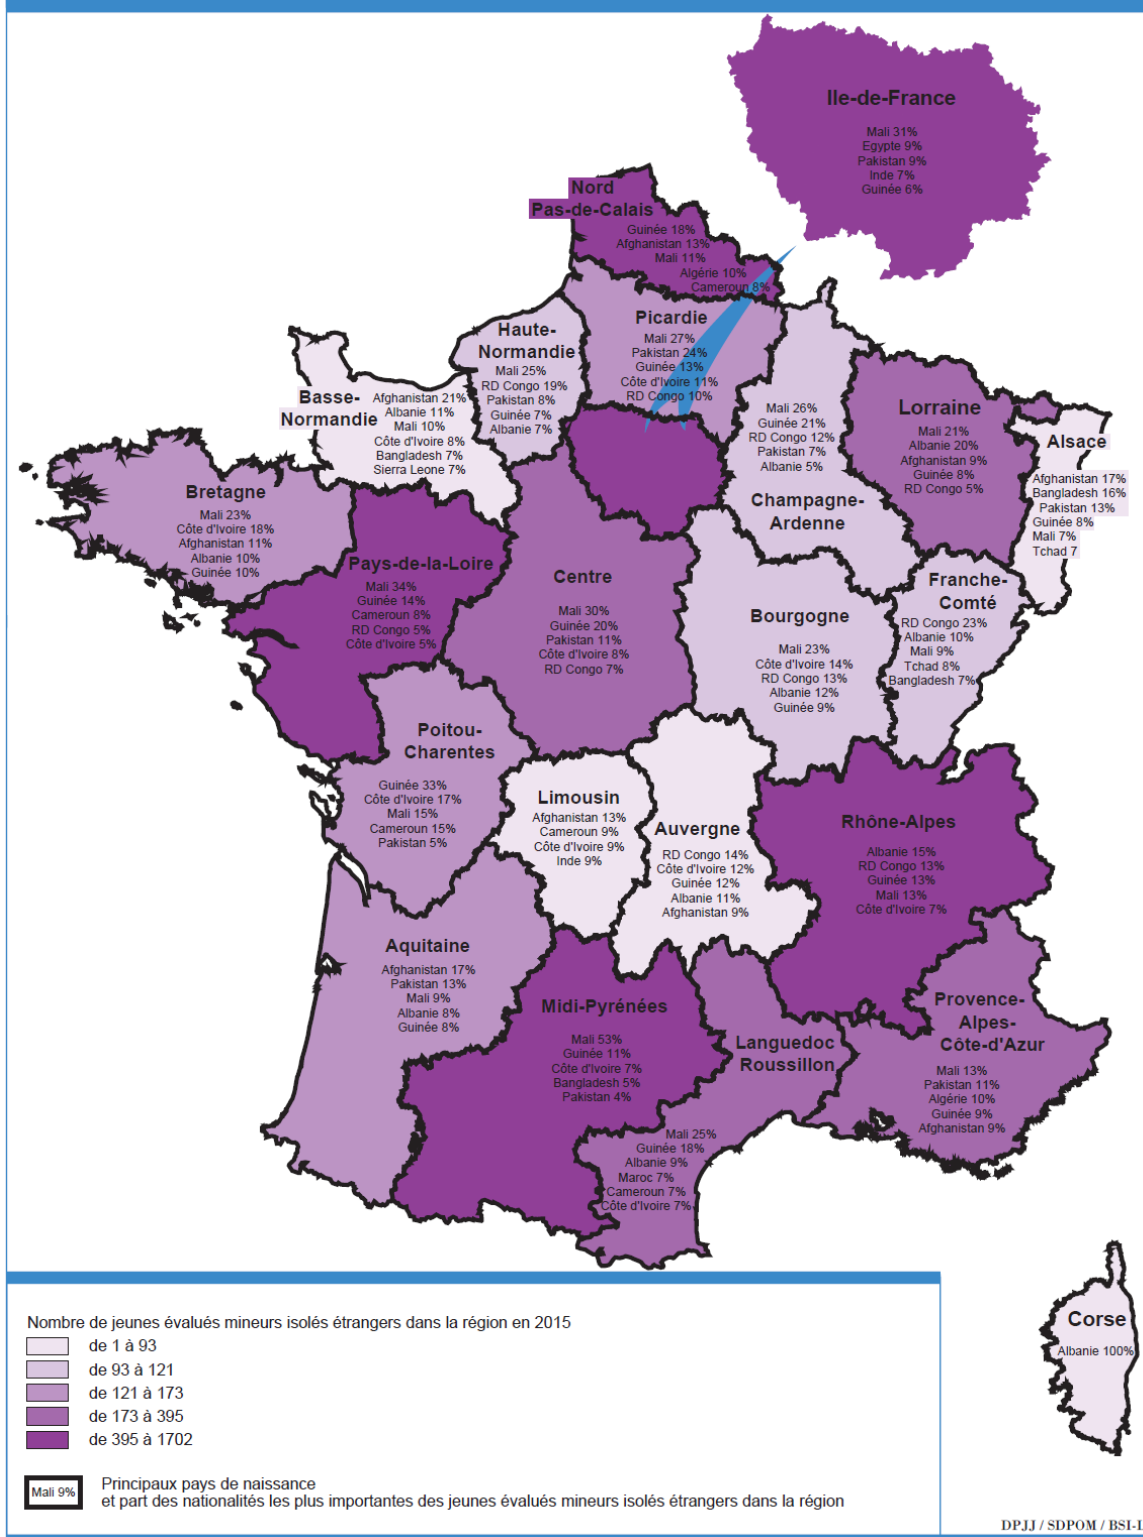 Ile-de-France
Mali 31%
Egypte 9%
Pakistan 9%
Inde 7%
Guinée 6%
Nord
Pas-de-Calais
Guinée 18%
Afghanistan 13%
Mali 11%
Algérie 10%
Cameroun 8%
Picardie
Mali 27%
Pakistan 24%
Guinée 13%
Côte d'Ivoire 11%
RD Congo 10%
Haute-
Normandie
Mali 25%
RD Congo 19%
Pakistan 8%
Guinée 7%
Albanie 7%
Basse-
Normandie
Afghanistan 21%
Albanie 11%
Mali 10%
Côte d'Ivoire 8%
Bangladesh 7%
Sierra Leone 7%
Mali 26%
Guinée 21%
RD Congo 12%
Pakistan 7%
Albanie 5%
Champagne-
Ardenne
Lorraine
Mali 21%
Albanie 20%
Afghanistan 9%
Guinée 8%
RD Congo 5%
Alsace
Afghanistan 17%
Bangladesh 16%
Pakistan 13%
Guinée 8%
Mali 7%
Tchad 7
Bretagne
Mali 23%
Côte d'Ivoire 18%
Afghanistan 11%
Albanie 10%
Guinée 10%
Pays-de-la-Loire
Mali 34%
Guinée 14%
Cameroun 8%
RD Congo 5%
Côte d'Ivoire 5%
Centre
Mali 30%
Guinée 20%
Pakistan 11%
Côte d'Ivoire 8%
RD Congo 7%
Bourgogne
Mali 23%
Côte d'Ivoire 14%
RD Congo 13%
Albanie 12%
Guinée 9%
Franche-
Comté
RD Congo 23%
Albanie 10%
Mali 9%
Tchad 8%
Bangladesh 7%
Poitou-
Charentes
Guinée 33%
Côte d'Ivoire 17%
Mali 15%
Cameroun 15%
Pakistan 5%
Limousin
Afghanistan 13%
Cameroun 9%
Côte d'Ivoire 9%
Inde 9%
Auvergne
RD Congo 14%
Côte d'Ivoire 12%
Guinée 12%
Albanie 11%
Afghanistan 9%
Rhône-Alpes
Albanie 15%
RD Congo 13%
Guinée 13%
Mali 13%
Côte d'Ivoire 7%
Aquitaine
Afghanistan 17%
Pakistan 13%
Mali 9%
Albanie 8%
Guinée 8%
Midi-Pyrénées
Mali 53%
Guinée 11%
Côte d'Ivoire 7%
Bangladesh 5%
Pakistan 4%
Languedoc
Roussillon
Mali 25%
Guinée 18%
Albanie 9%
Maroc 7%
Cameroun 7%
Côte d'Ivoire 7%
Provence-
Alpes-
Côte-d'Azur
Mali 13%
Pakistan 11%
Algérie 10%
Guinée 9%
Afghanistan 9%
Corse
Albanie 100%
Nombre de jeunes évalués mineurs isolés étrangers dans la région en 2015
de 1 à 93
de 93 à 121
de 121 à 173
de 173 à 395
de 395 à 1702
Mali 9%
Principaux pays de naissance
et part des nationalités les plus importantes des jeunes évalués mineurs isolés étrangers dans la région
DPJJ / SDPOM / BSI-